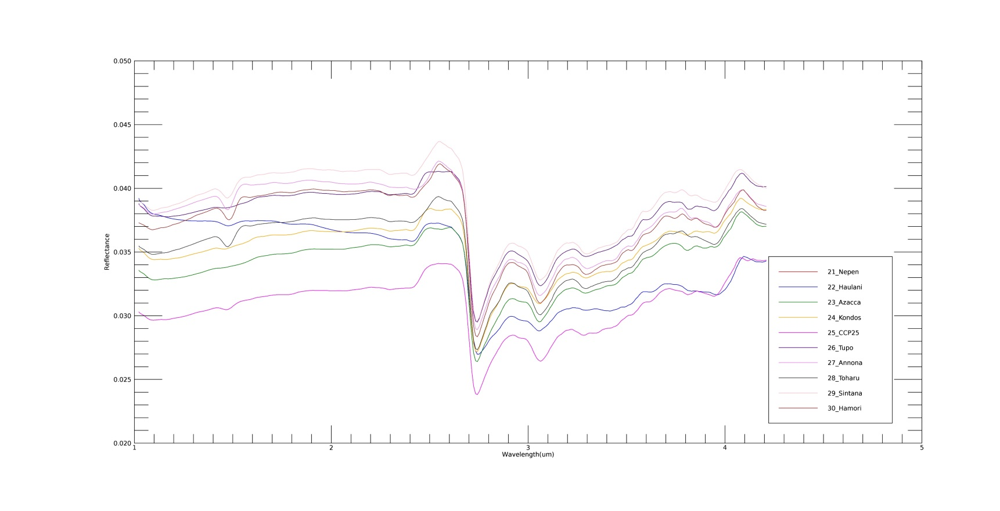 0.050
0.045
0.040
0.035
0.030
0.025
0.020
Reflectance
1 2 3 4 5
Wavelength(um)
21_Nepen
22_Haulani
23_Azacca
24_Kondos
25_CCP25
26_Tupo
27_Annona
28_Toharu
29_Sintana
30_Hamori